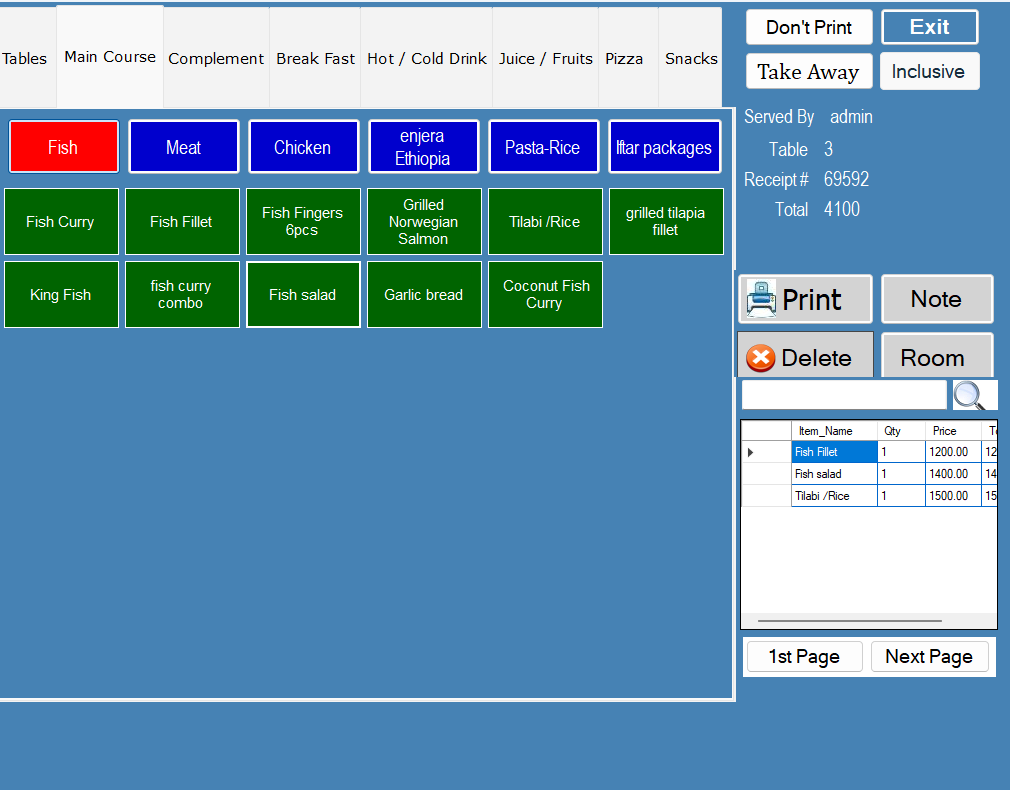 Tables Main Course Complement Break Fast Hot / Cold Drink Juice / Fruits Pizza Snacks
Don't Print Exit
Take Away Inclusive
Served By admin
Table 3
Receipt # 69592
Total 4100
Fish Meat Chicken enjera Ethiopia Pasta-Rice Iftar packages
Fish Curry Fish Fillet Fish Fingers 6pcs Grilled Norwegian Salmon Tilabi /Rice grilled tilapia fillet
King Fish fish curry combo Fish salad Garlic bread Coconut Fish Curry
Print Note
Delete Room
Item_Name Qty Price
Fish Fillet 1 1200.00 12
Fish salad 1 1400.00 14
Tilabi /Rice 1 1500.00 15
1st Page Next Page